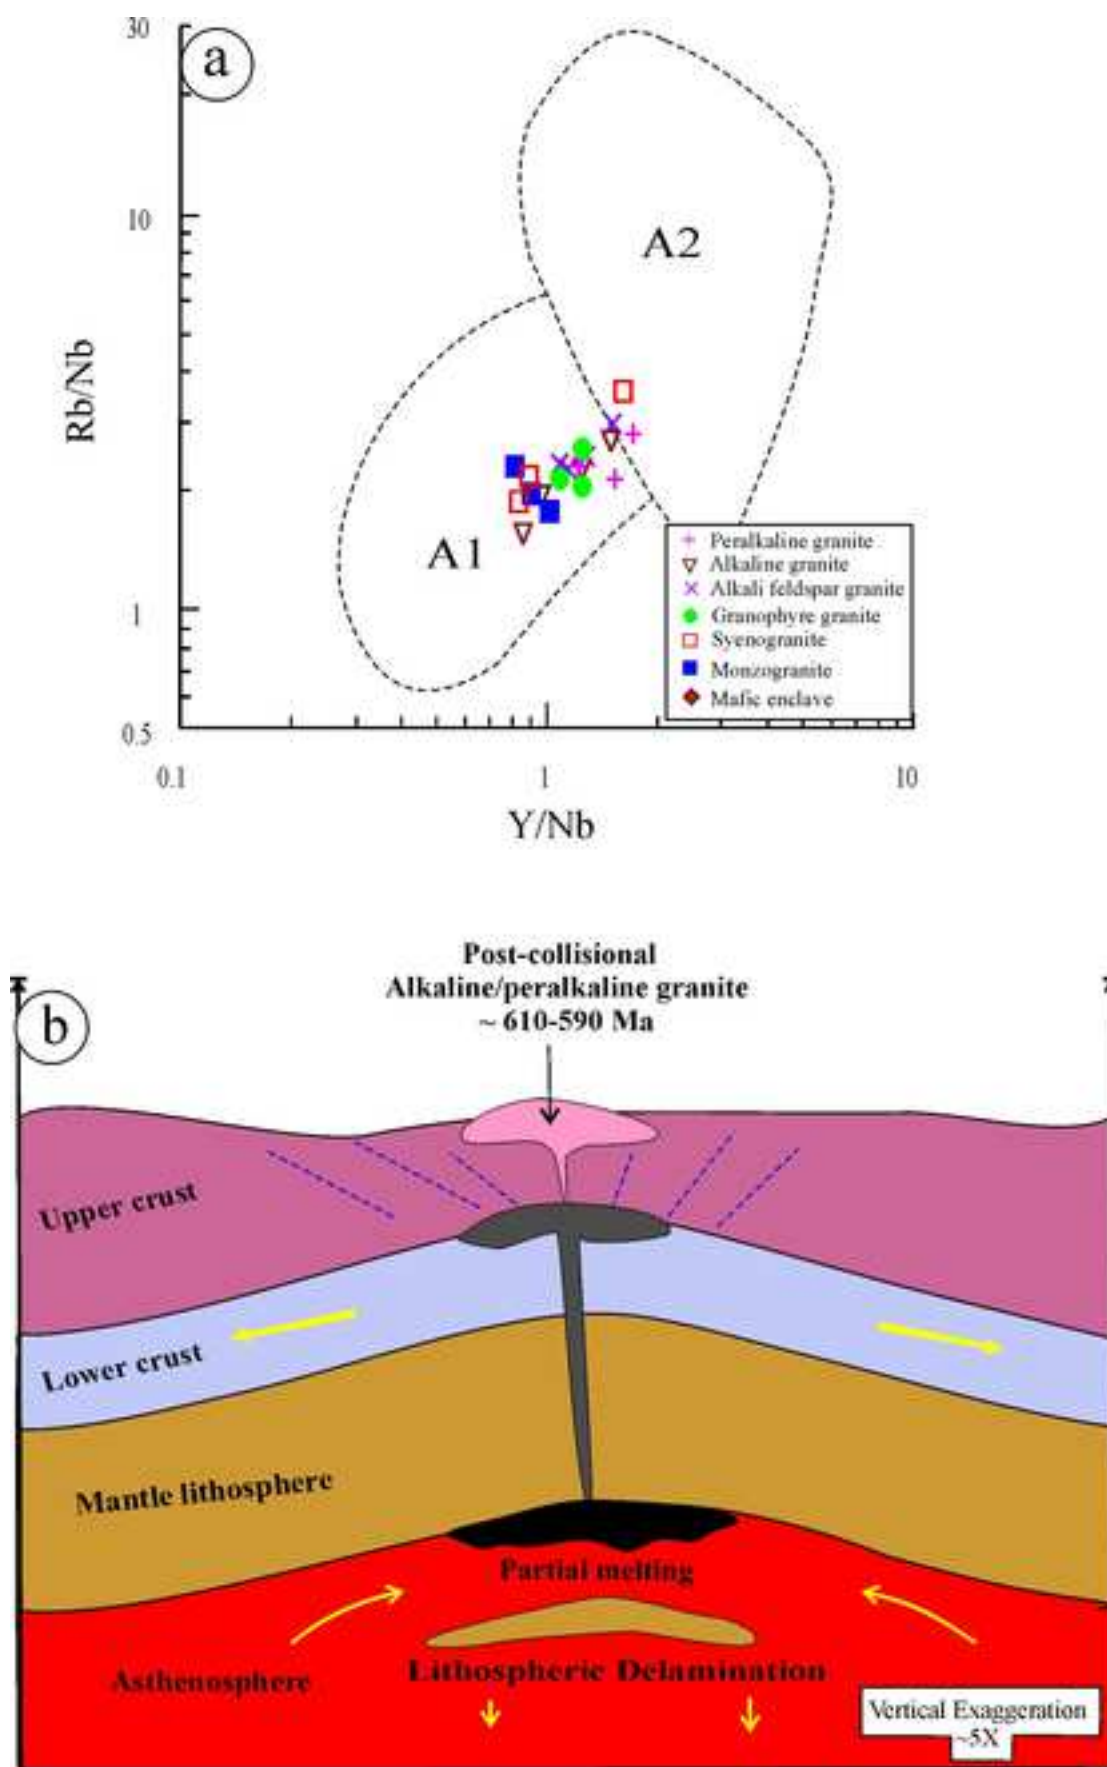 a
30
10
1
0.5
Rb/Nb
A2
A1
Peralkaline granite
Alkaline granite
Alkali feldspar granite
Granophyre granite
Syenogranite
Monzogranite
Mafic enclave
0.1
1
10
Y/Nb
b
Post-collisional
Alkaline/peralkaline granite
~ 610-590 Ma
Upper crust
Lower crust
Mantle lithosphere
Partial melting
Asthenosphere
Lithospheric Delamination
Vertical Exaggeration
~5X